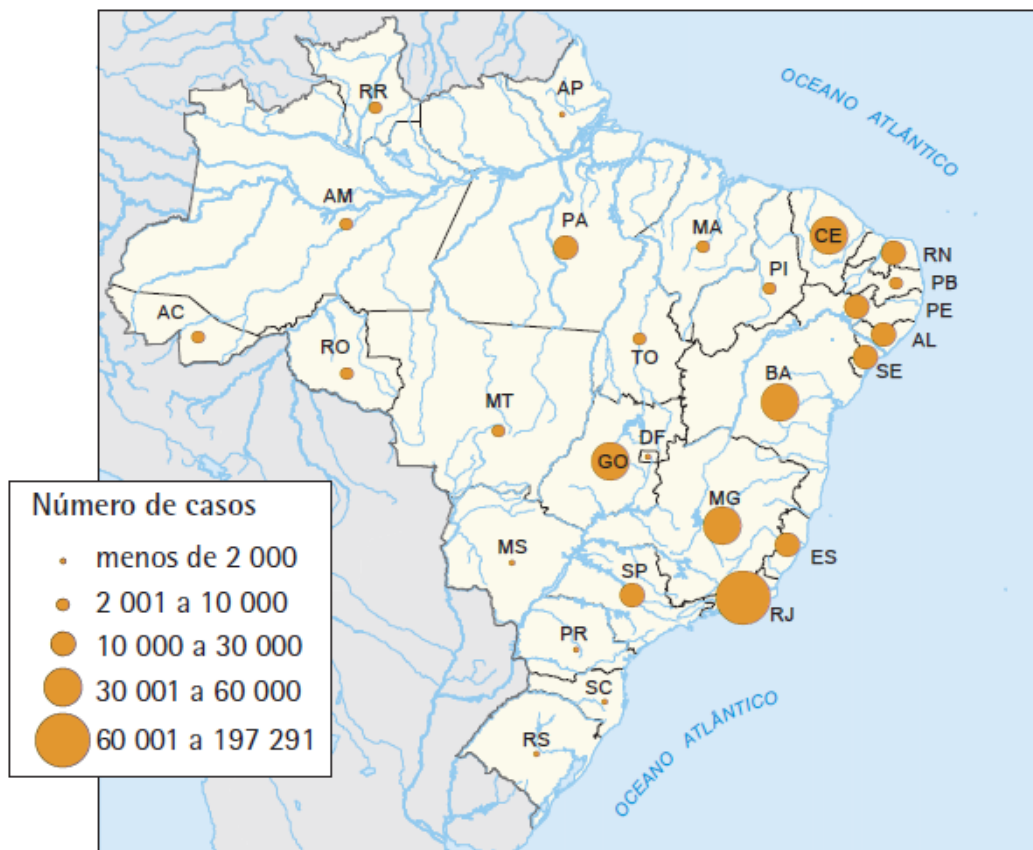 OCEANO ATLÂNTICO
RR
AP
AM
PA
MA
CE
RN
PI
PB
PE
AC
AL
TO
SE
RO
BA
MT
DF
GO
MG
MS
ES
SP
RJ
PR
SC
RS
OCEANO ATLÂNTICO
Número de casos
menos de 2 000
2 001 a 10 000
10 000 a 30 000
30 001 a 60 000
60 001 a 197 291